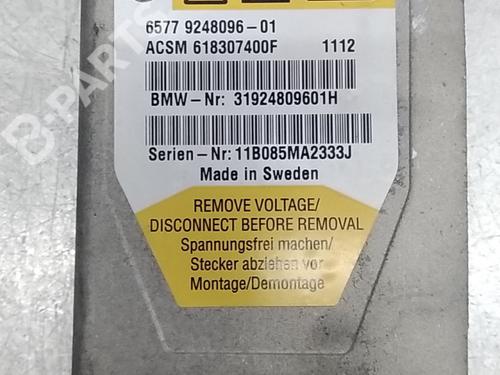 6577 9248096-01
ACSM 618307400F 1112
BMW-Nr: 31924809601H
Serien-Nr: 11B085MA2333J
Made in Sweden
REMOVE VOLTAGE/
DISCONNECT BEFORE REMOVAL
Spannungsfrei machen/
Stecker abziehen vor
Montage/Demontage
B-PARTS